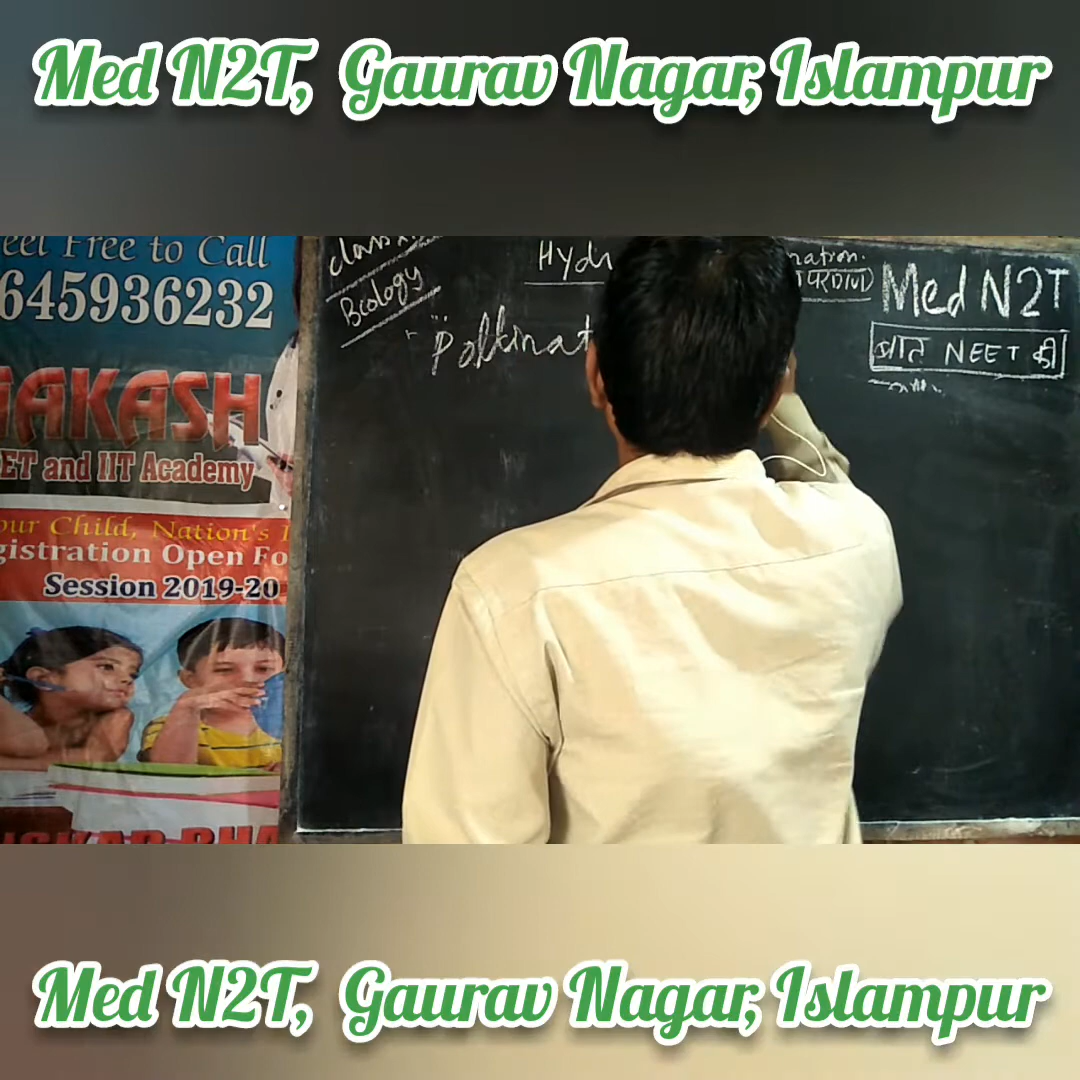 Med N2T, Gaurav Nagar, Islampur
eel Free to Call
645936232
AKASH
ET and IIT Academy
our Child, Nation's
gistration Open Fo
Session 2019-20
class
Biology
Hyd
nation.
Pollinat
Med N2T
बात NEET की
Med N2T, Gaurav Nagar, Islampur